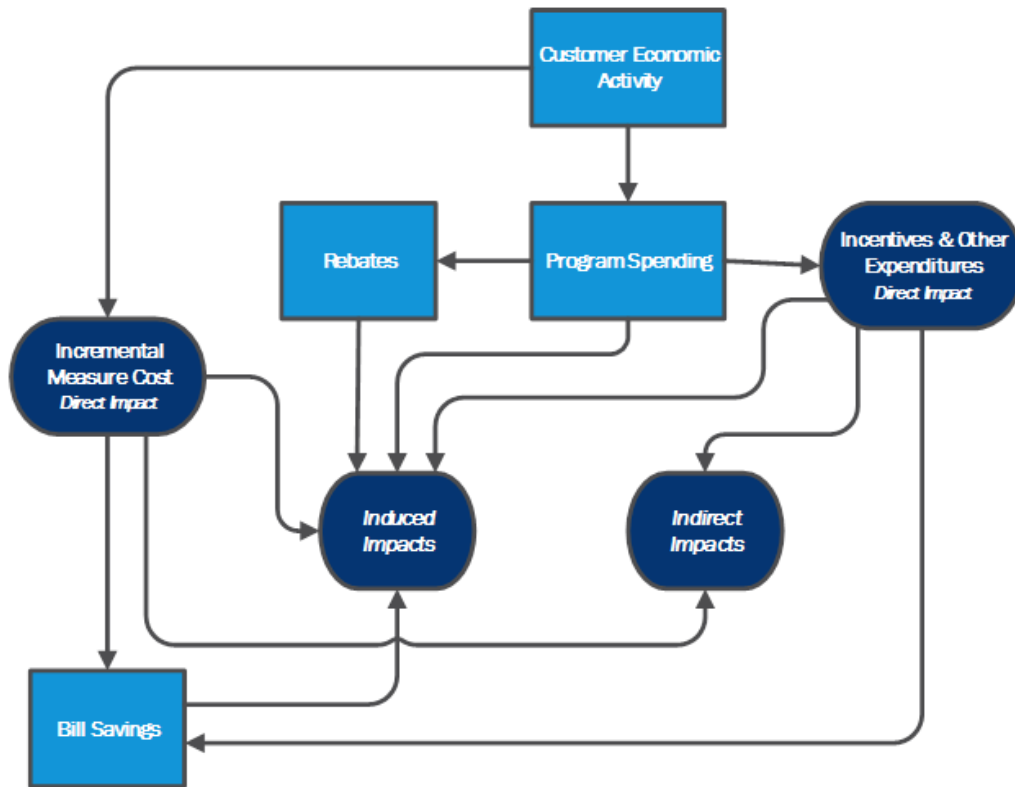 Customer Economic
Activity
Rebates
Program Spending
Incentives & Other
Expenditures
Direct Impact
Incremental
Measure Cost
Direct Impact
Induced
Impacts
Indirect
Impacts
Bill Savings